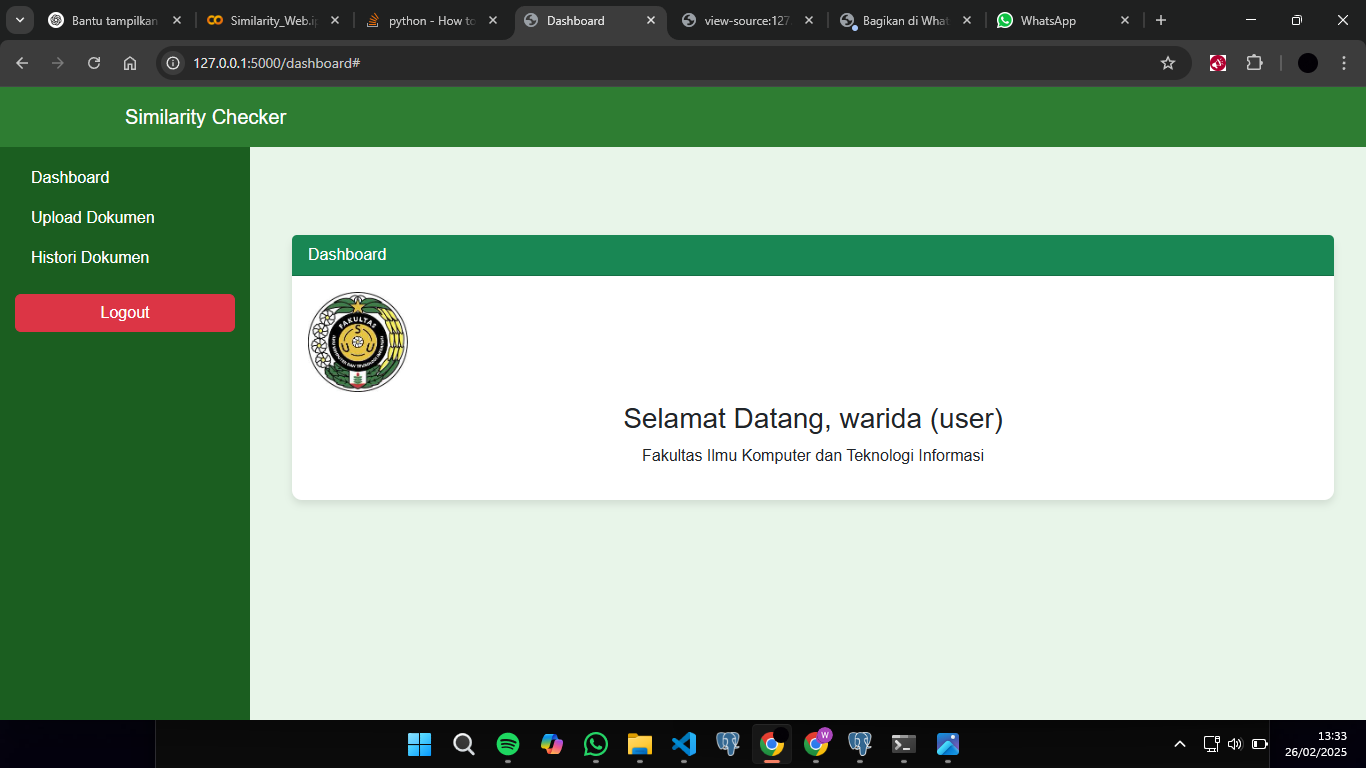 Bantu tampilkan
Similarity_Web.ip
python - How to
Dashboard
view-source:127
Bagikan di What
WhatsApp
127.0.0.1:5000/dashboard#
Similarity Checker
Dashboard
Upload Dokumen
Histori Dokumen
Logout
Dashboard
FAKULTAS
Selamat Datang, warida (user)
Fakultas Ilmu Komputer dan Teknologi Informasi
W
13:33
26/02/2025